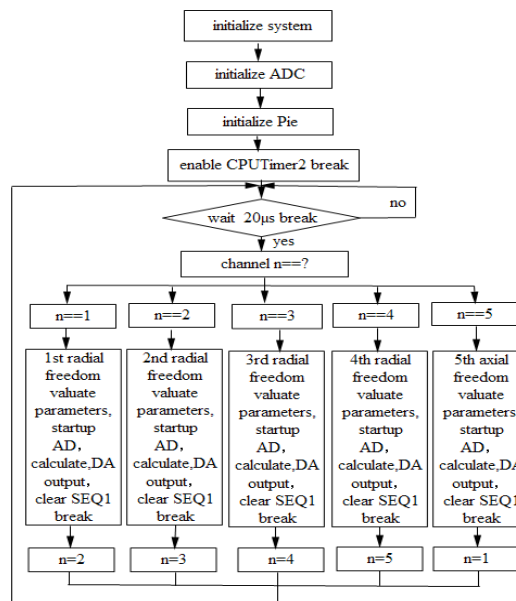 initialize system
initialize ADC
initialize Pie
enable CPUTimer2 break
no
wait 20μs break
yes
channel n==?
n==1
n==2
n==3
n==4
n==5
1st radial
freedom
valuate
parameters,
startup
AD,
calculate,DA
output,
clear SEQ1
break
2nd radial
freedom
valuate
parameters,
startup
AD,
calculate,DA
output,
clear SEQ1
break
3rd radial
freedom
valuate
parameters,
startup
AD,
calculate,DA
output,
clear SEQ1
break
4th radial
freedom
valuate
parameters,
startup
AD,
calculate,DA
output,
clear SEQ1
break
5th axial
freedom
valuate
parameters,
startup
AD,
calculate,DA
output,
clear SEQ1
break
n=2
n=3
n=4
n=5
n=1